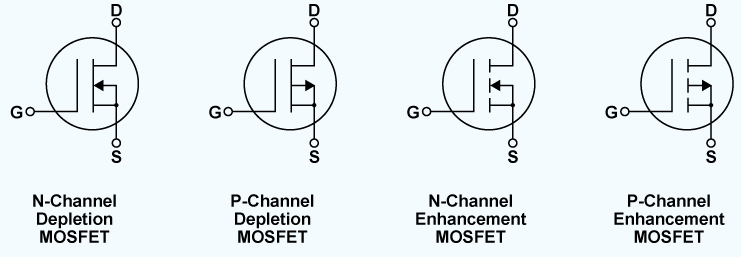 D D D D
G G G G
S S S S
N-Channel
Depletion
MOSFET
P-Channel
Depletion
MOSFET
N-Channel
Enhancement
MOSFET
P-Channel
Enhancement
MOSFET